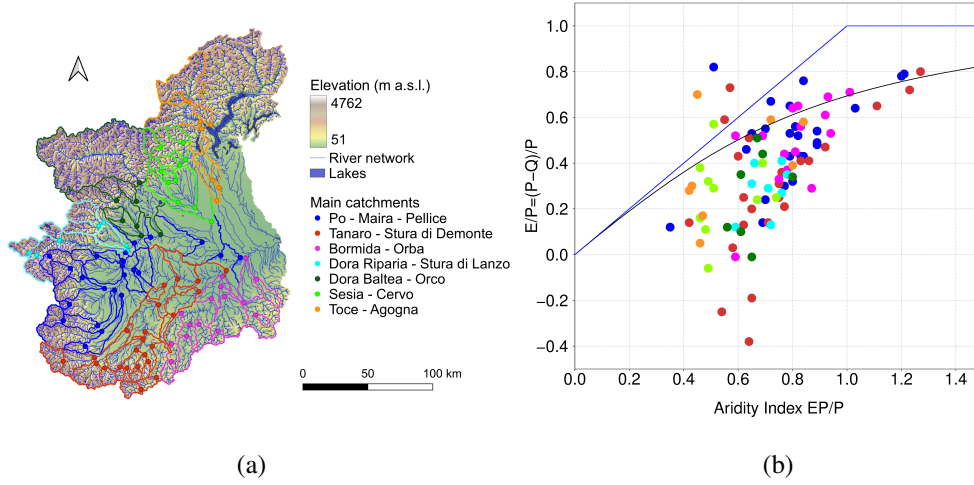 Elevation (m a.s.l.)
4762
51
River network
Lakes
Main catchments
Po - Maira - Pellice
Tanaro - Stura di Demonte
Bormida - Orba
Dora Riparia - Stura di Lanzo
Dora Baltea - Orco
Sesia - Cervo
Toce - Agogna
0 50 100 km
(a)
E/P=(P−Q)/P
1.0
0.8
0.6
0.4
0.2
0.0
−0.2
−0.4
0.0 0.2 0.4 0.6 0.8 1.0 1.2 1.4
Aridity Index EP/P
(b)